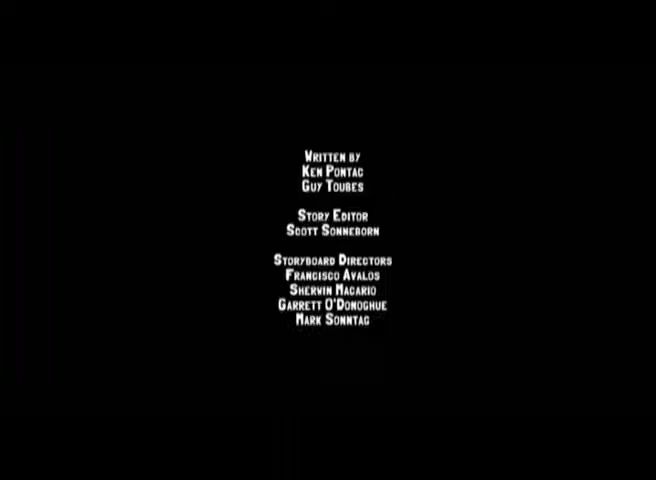 Written by
Ken Pontac
Guy Toubes
Story Editor
Scott Sonneborn
Storyboard Directors
Francisco Avalos
Sherwin Macario
Garrett O'Donoghue
Mark Sonntag